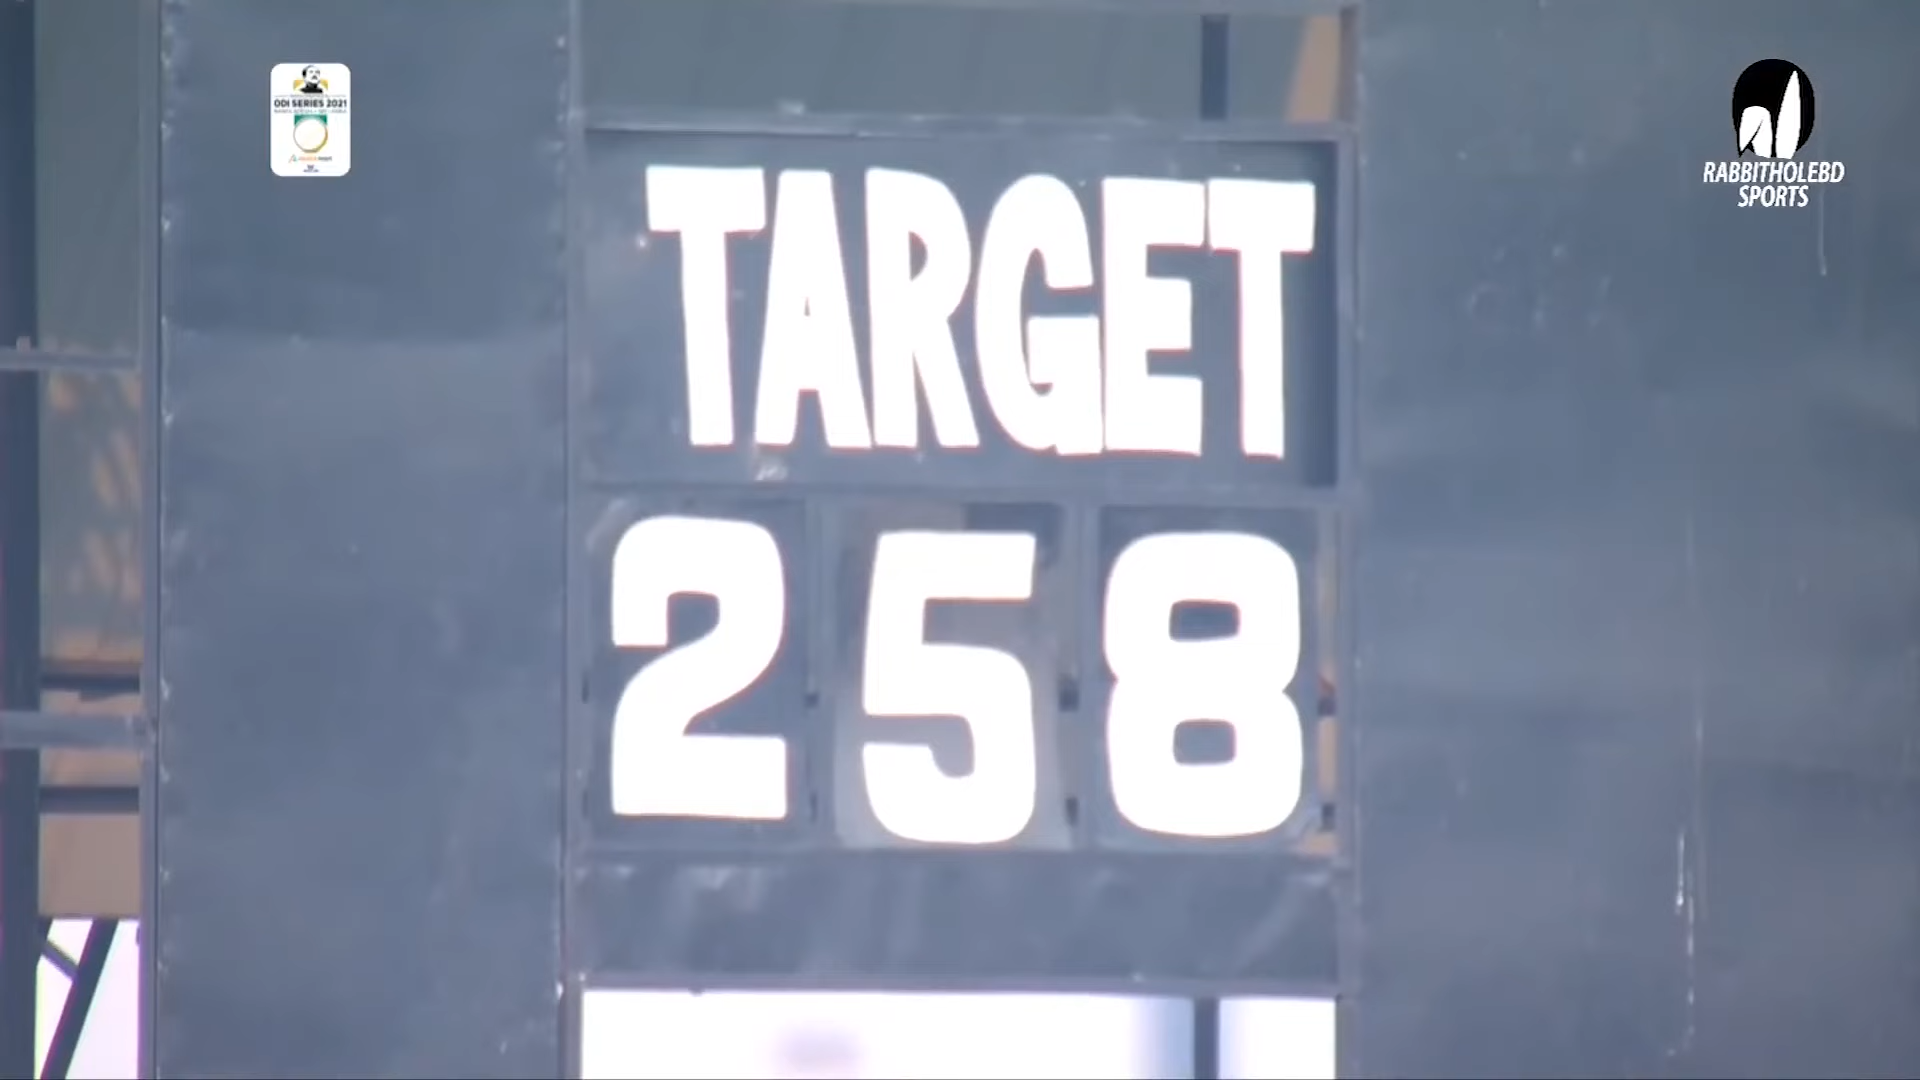 ODI SERIES 2021
RABBITHOLEBD
SPORTS
TARGET
258